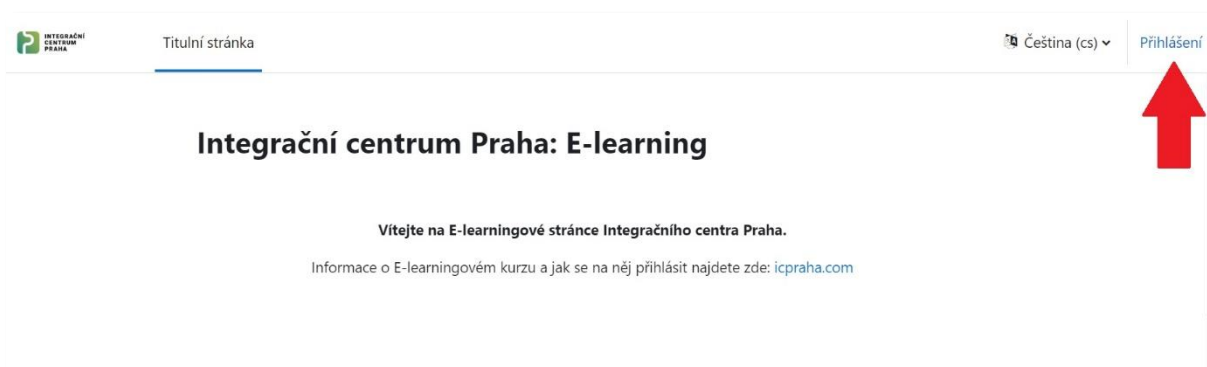 INTEGRAČNÍ
CENTRUM
PRAHA
Titulní stránka
Čeština (cs)
Přihlášení
Integrační centrum Praha: E-learning
Vítejte na E-learningové stránce Integračního centra Praha.
Informace o E-learningovém kurzu a jak se na něj přihlásit najdete zde: icpraha.com